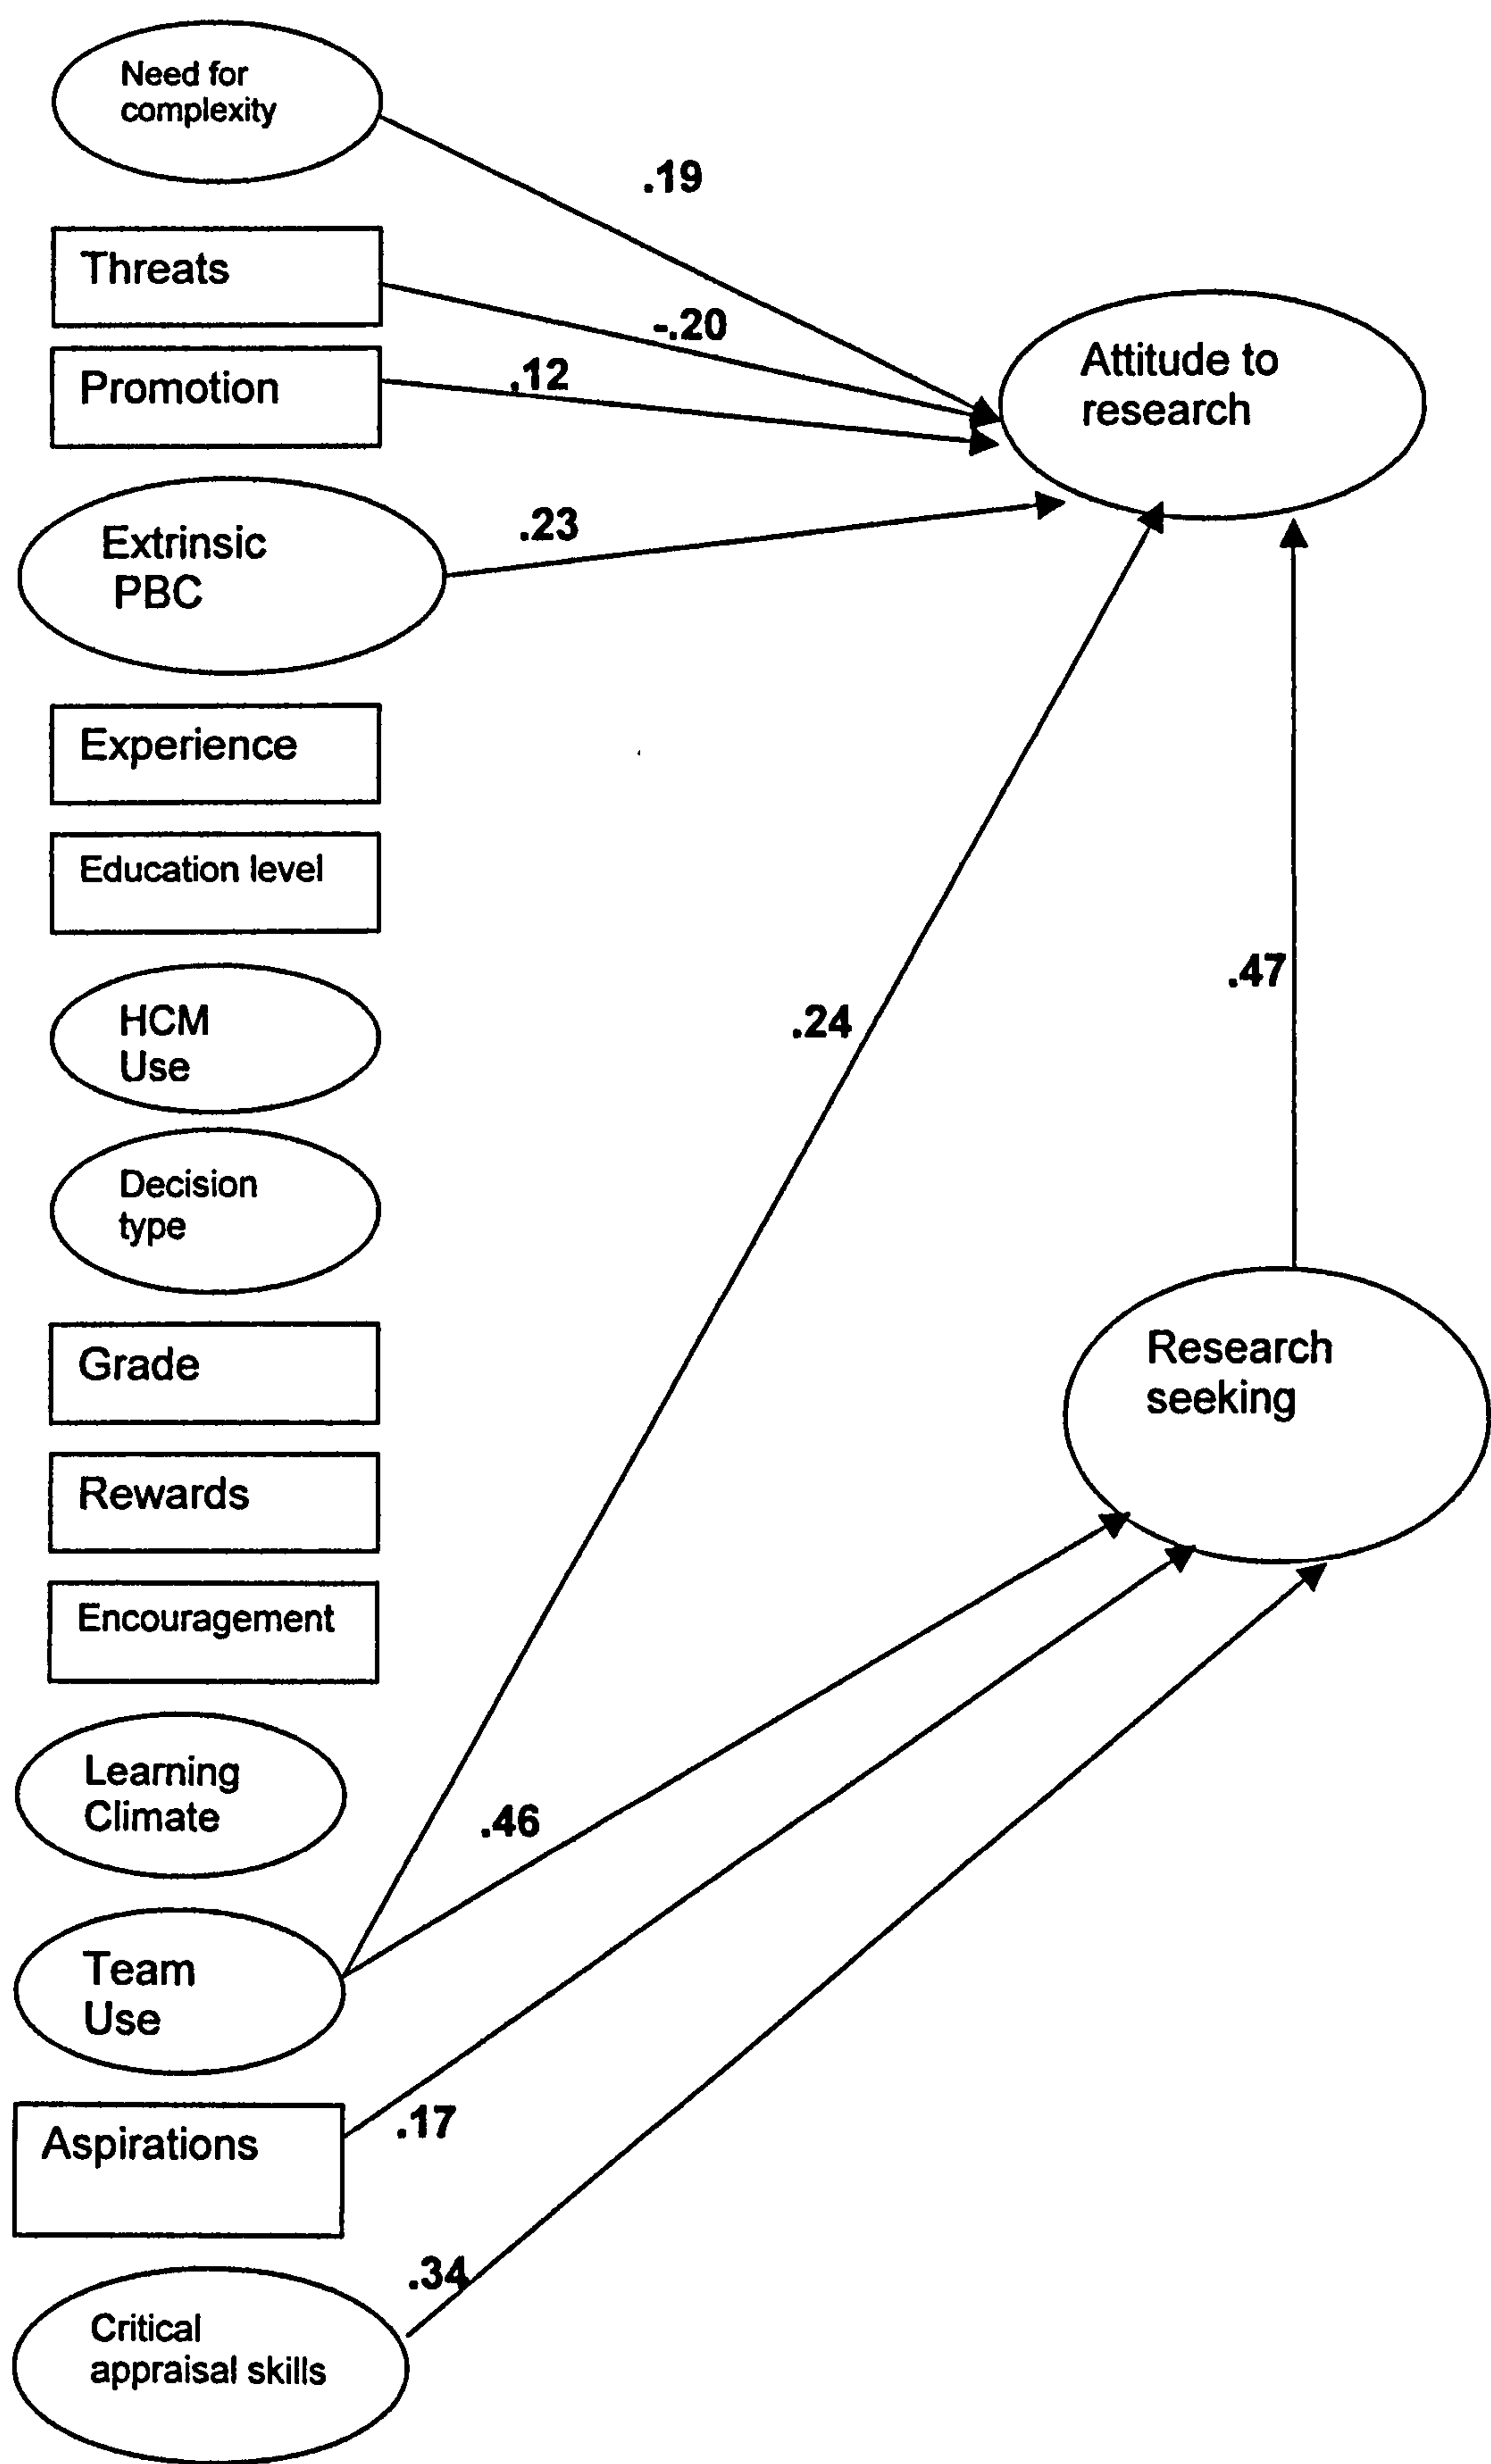 Need for
complexity
.19
Threats
-.20
Promotion
.12
Attitude to
research
Extrinsic
PBC
.23
Experience
Education level
.47
HCM
Use
.24
Decision
type
Grade
Research
seeking
Rewards
Encouragement
Learning
Climate
.46
Team
Use
Aspirations
.17
.34
Critical
appraisal skills